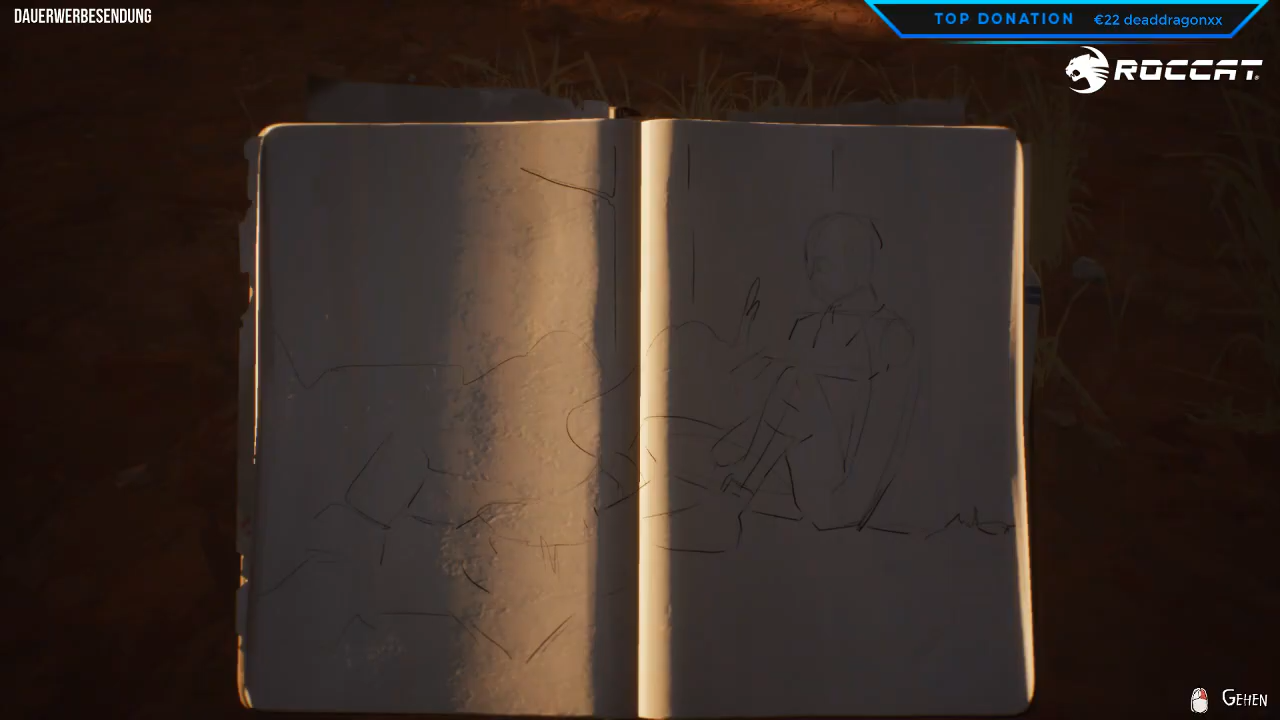 DAUERWERBESENDUNG
TOP DONATION €22 deaddragonxx
ROCCAT
GEHEN